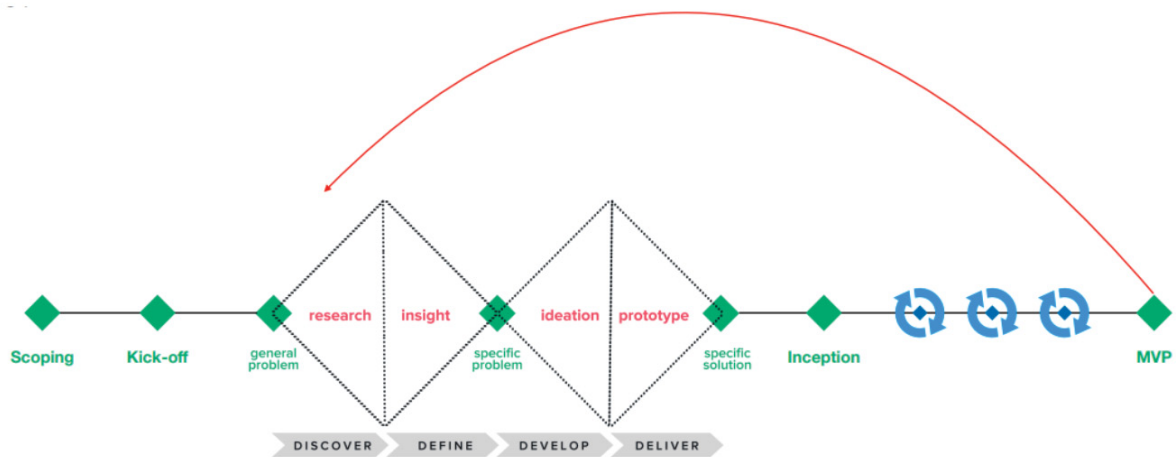 research
insight
ideation
prototype
Scoping
Kick-off
general
problem
specific
problem
specific
solution
Inception
MVP
DISCOVER
DEFINE
DEVELOP
DELIVER